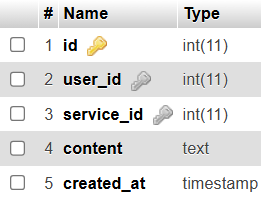 # Name Type
1 id int(11)
2 user_id int(11)
3 service_id int(11)
4 content text
5 created_at timestamp